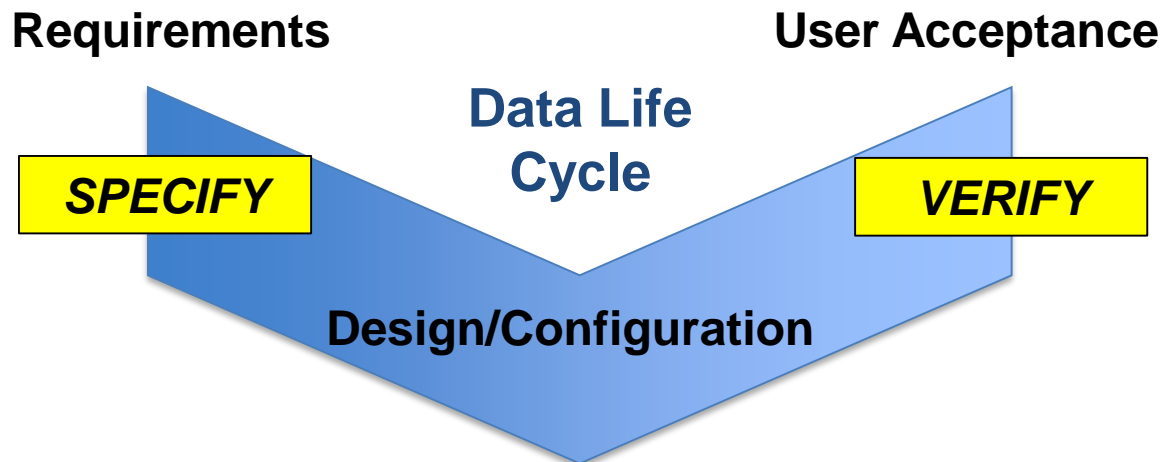 Requirements
User Acceptance
Data Life
Cycle
SPECIFY
VERIFY
Design/Configuration